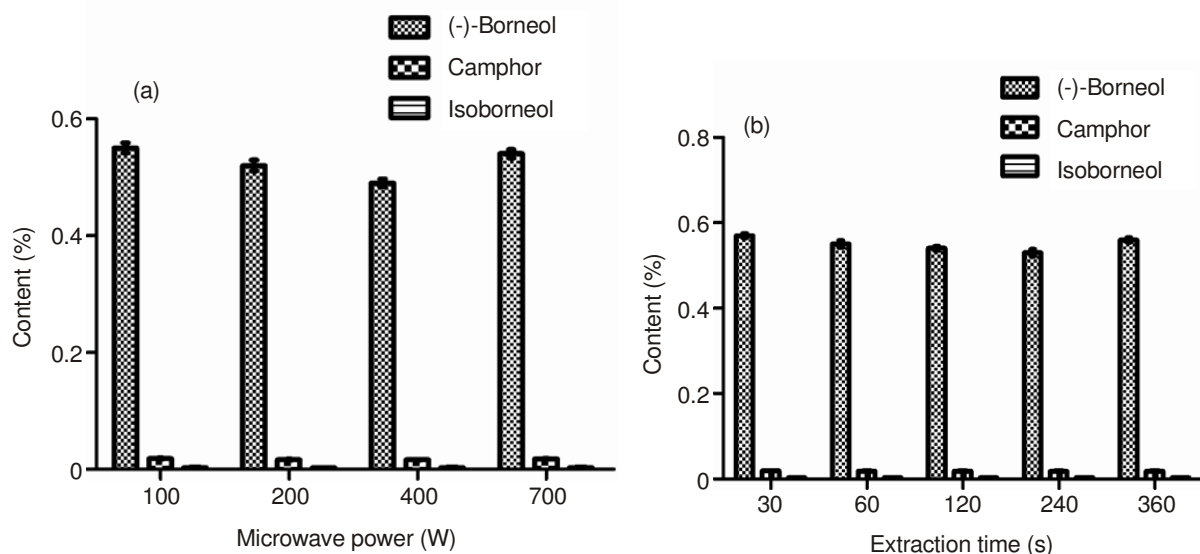 (-)-Borneol
Camphor
Isoborneol
(a)
0.6
0.4
0.2
0
Content (%)
100 200 400 700
Microwave power (W)
(-)-Borneol
Camphor
Isoborneol
(b)
0.8
0.6
0.4
0.2
0
Content (%)
30 60 120 240 360
Extraction time (s)